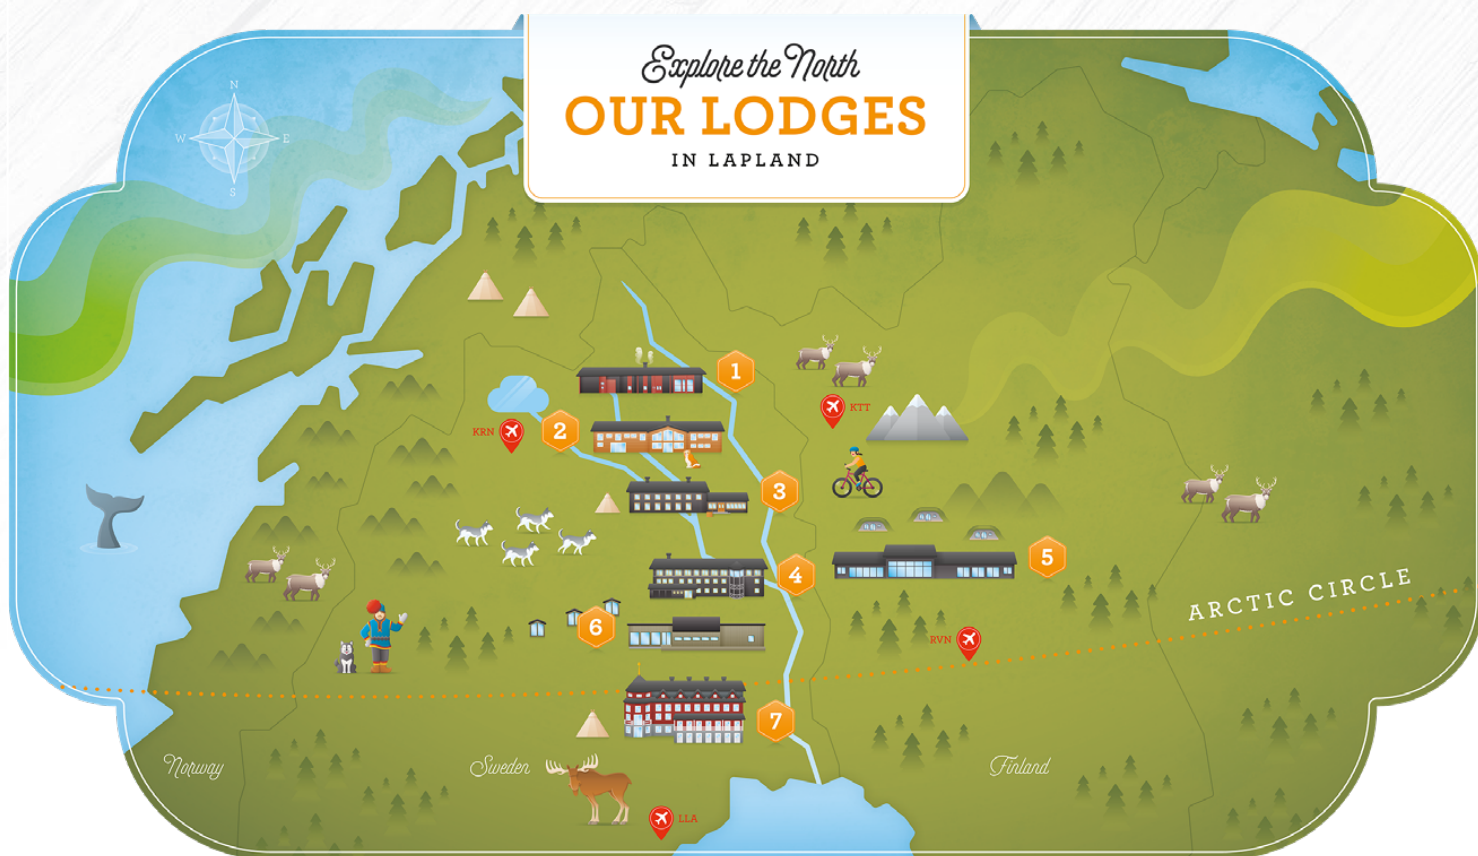 Explore the North
OUR LODGES
IN LAPLAND
N
W E
S
1
KTT
KRN
2
3
5
4
ARCTIC CIRCLE
6
RVN
7
Norway
Sweden
Finland
LLA